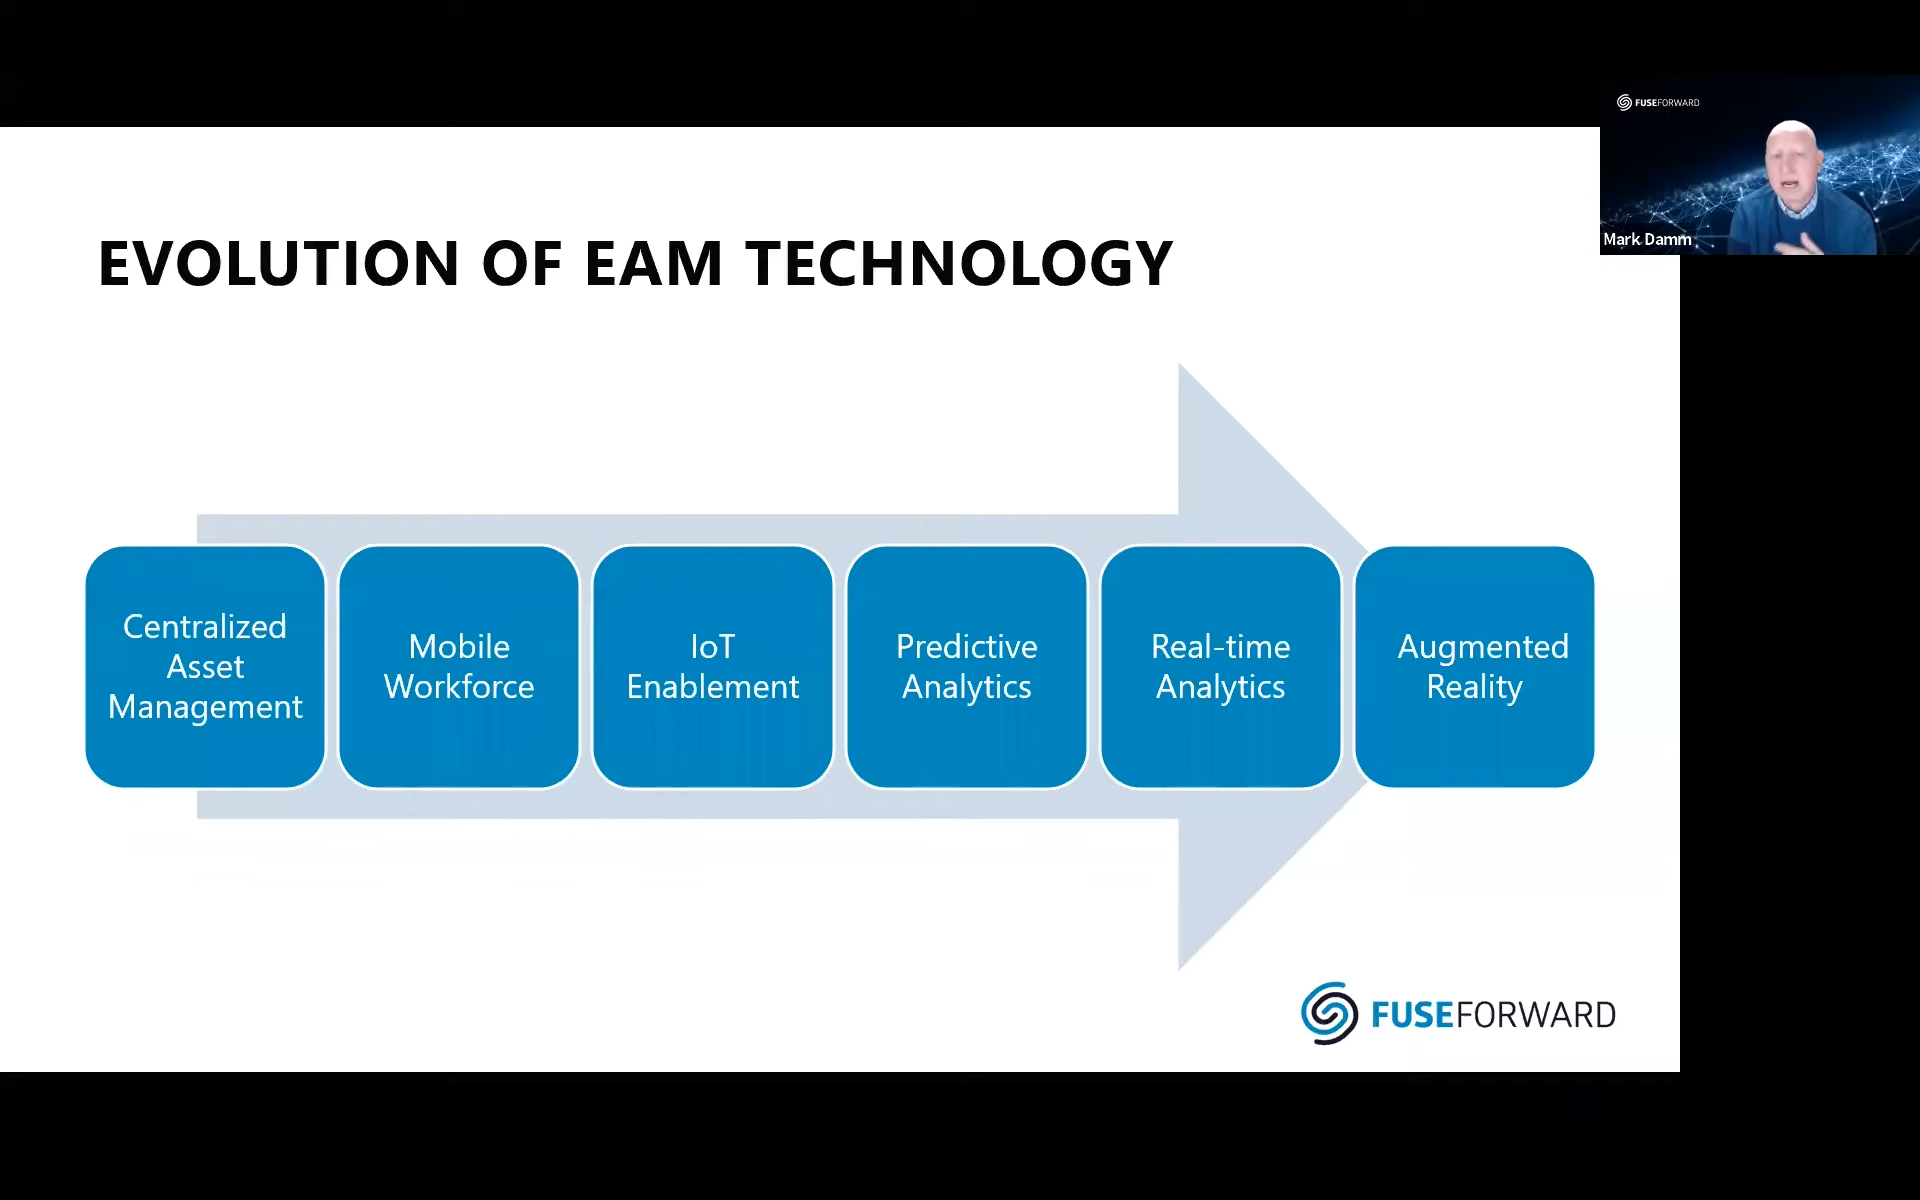 FUSEFORWARD
Mark Damm
EVOLUTION OF EAM TECHNOLOGY
Centralized
Asset
Management
Mobile
Workforce
IoT
Enablement
Predictive
Analytics
Real-time
Analytics
Augmented
Reality
FUSEFORWARD